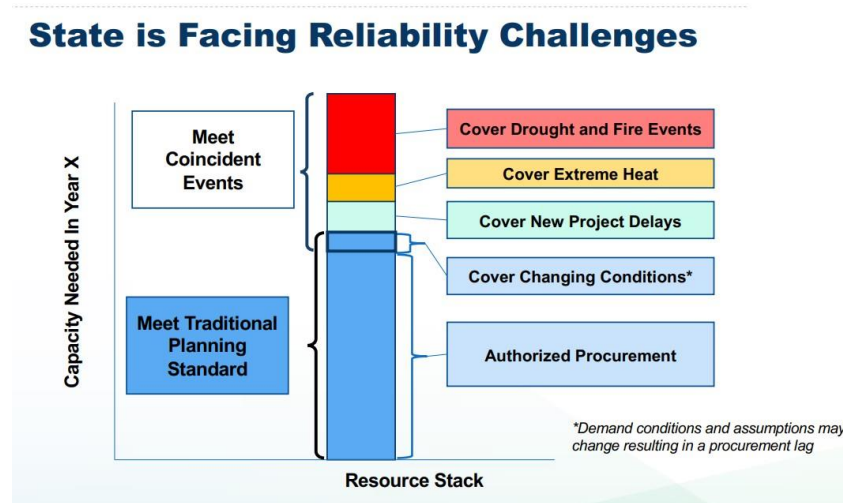 State is Facing Reliability Challenges
Capacity Needed In Year X
Meet
Coincident
Events
Meet Traditional
Planning
Standard
Cover Drought and Fire Events
Cover Extreme Heat
Cover New Project Delays
Cover Changing Conditions*
Authorized Procurement
*Demand conditions and assumptions may
change resulting in a procurement lag
Resource Stack